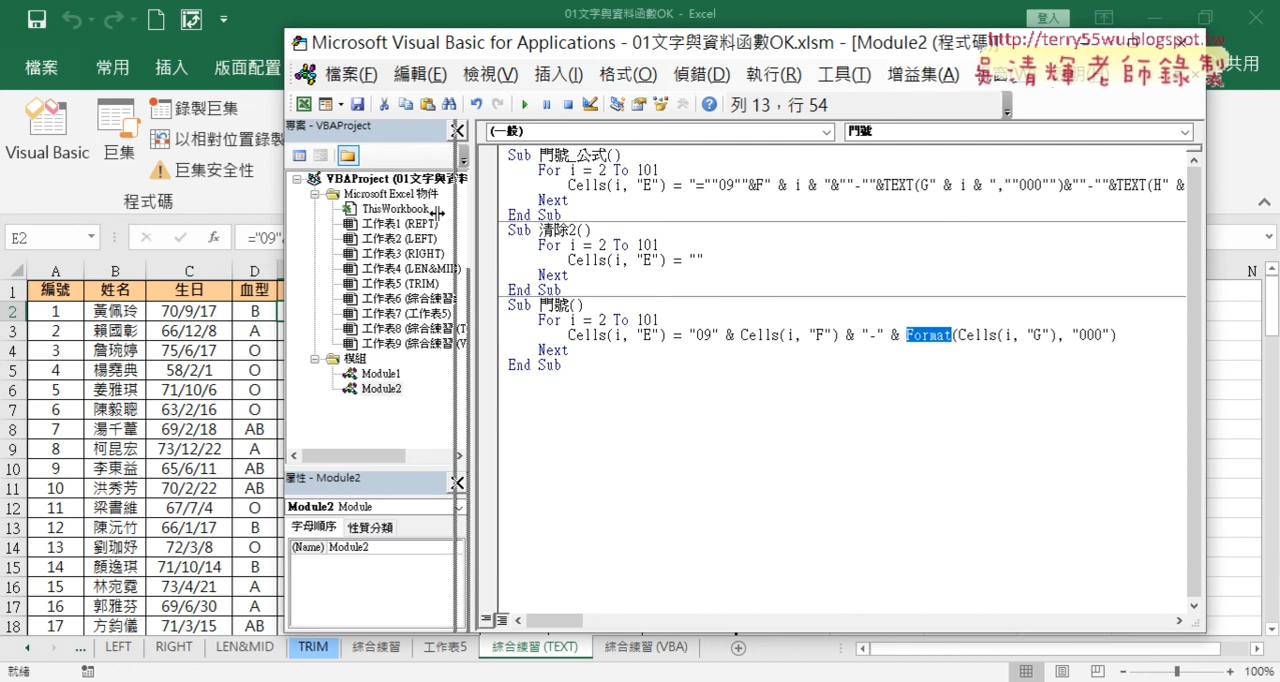 01文字與資料函數OK - Excel
登入
檔案 常用 插入 版面配置
共用
Visual Basic 巨集
錄製巨集
以相對位置錄製
巨集安全性
程式碼
E2
="09"
Microsoft Visual Basic for Applications - 01文字與資料函數OK.xlsm - [Module2 (程式碼)]
http://terry55wu.blogspot.tw
吳清輝老師錄製
檔案(F) 編輯(E) 檢視(V) 插入(I) 格式(O) 偵錯(D) 執行(R) 工具(T) 增益集(A)
列 13，行 54
專案 - VBAProject
VBAProject (01文字與資料
Microsoft Excel 物件
ThisWorkbook
工作表1 (REPT)
工作表2 (LEFT)
工作表3 (RIGHT)
工作表4 (LEN&MID)
工作表5 (TRIM)
工作表6 (綜合練習
工作表7 (工作表5)
工作表8 (綜合練習(T
工作表9 (綜合練習(V
模組
Module1
Module2
屬性 - Module2
Module2 Module
字母順序 性質分類
(Name) Module2
(一般) 門號
Sub 門號_公式()
For i = 2 To 101
Cells(i, "E") = "=""09""&F" & i & "&""-""&TEXT(G" & i & ",""000"")&""-""&TEXT(H" &
Next
End Sub
Sub 清除2()
For i = 2 To 101
Cells(i, "E") = ""
Next
End Sub
Sub 門號()
For i = 2 To 101
Cells(i, "E") = "09" & Cells(i, "F") & "-" & Format(Cells(i, "G"), "000")
Next
End Sub
A B C D N
1 編號 姓名 生日 血型
2 1 黃佩玲 70/9/17 B
3 2 賴國彰 66/12/8 A
4 3 詹琬婷 75/6/17 O
5 4 楊堯典 58/2/1 O
6 5 姜雅琪 71/10/6 O
7 6 陳毅聰 63/2/16 O
8 7 湯千葦 69/2/18 AB
9 8 柯昆宏 73/12/22 A
10 9 李東益 65/6/11 AB
11 10 洪秀芳 70/2/22 AB
12 11 梁書維 67/7/4 O
13 12 陳沅竹 66/1/17 B
14 13 劉珈妤 72/3/8 O
15 14 顏逸琪 71/10/14 B
16 15 林宛霓 73/4/21 A
17 16 郭雅芬 69/6/30 A
18 17 方鈞儀 71/3/15 AB
... LEFT RIGHT LEN&MID TRIM 綜合練習 工作表5 綜合練習 (TEXT) 綜合練習 (VBA)
就緒
100%